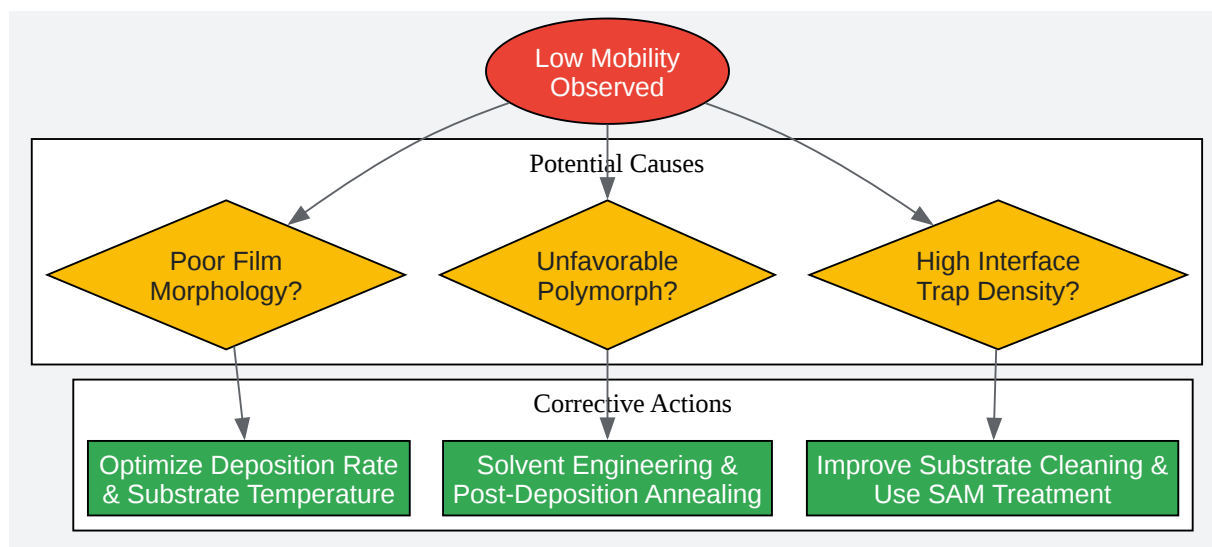 Low Mobility
Observed
Potential Causes
Poor Film
Morphology?
Unfavorable
Polymorph?
High Interface
Trap Density?
Corrective Actions
Optimize Deposition Rate
& Substrate Temperature
Solvent Engineering &
Post-Deposition Annealing
Improve Substrate Cleaning &
Use SAM Treatment